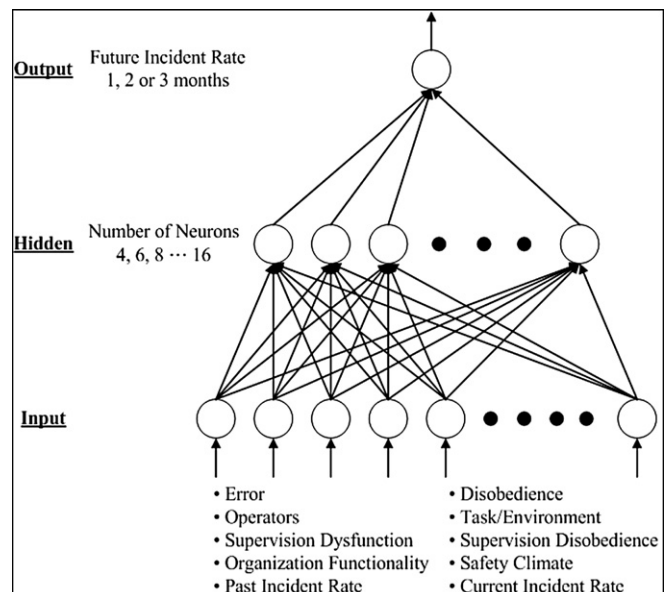 Output
Future Incident Rate
1, 2 or 3 months
Hidden
Number of Neurons
4, 6, 8 ··· 16
Input
• Error
• Operators
• Supervision Dysfunction
• Organization Functionality
• Past Incident Rate
• Disobedience
• Task/Environment
• Supervision Disobedience
• Safety Climate
• Current Incident Rate